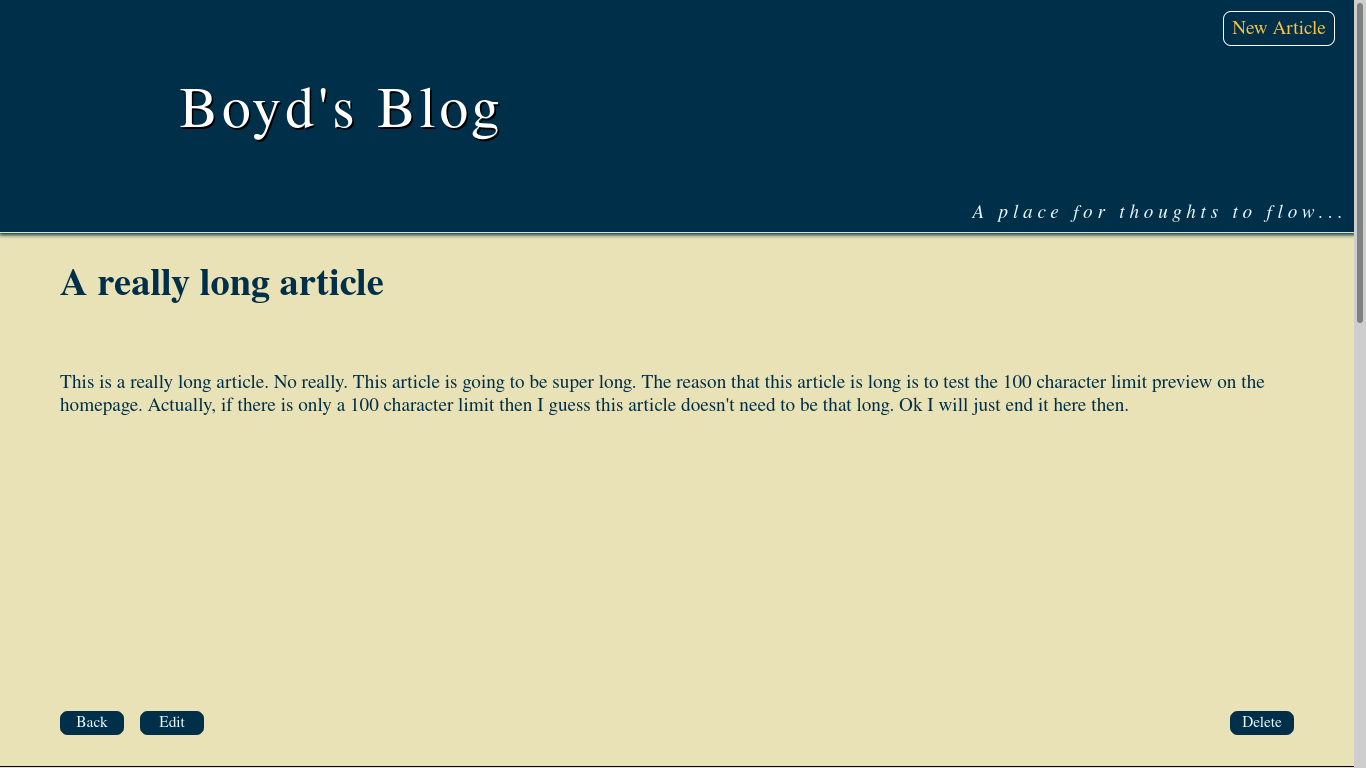 New Article
Boyd's Blog
A place for thoughts to flow...
A really long article
This is a really long article. No really. This article is going to be super long. The reason that this article is long is to test the 100 character limit preview on the
homepage. Actually, if there is only a 100 character limit then I guess this article doesn't need to be that long. Ok I will just end it here then.
Back
Edit
Delete